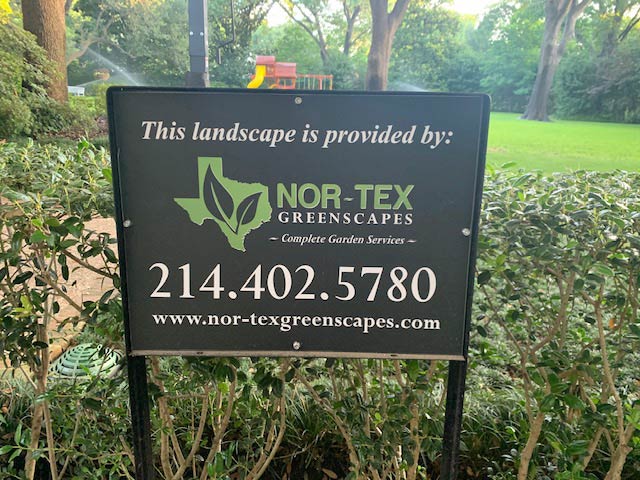 This landscape is provided by:
NOR-TEX
GREENSCAPES
~ Complete Garden Services ~
214.402.5780
www.nor-texgreenscapes.com